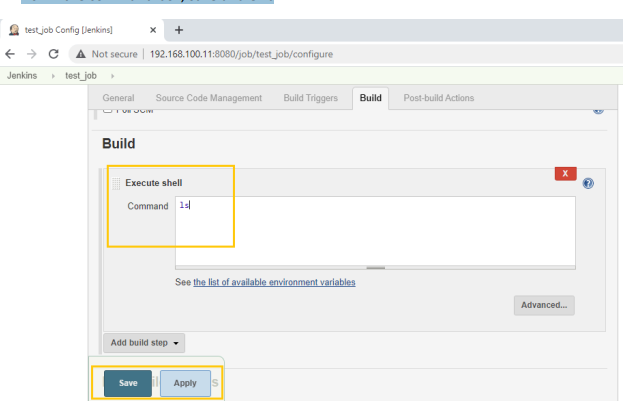 test_job Config [Jenkins]
Not secure | 192.168.100.11:8080/job/test_job/configure
Jenkins test_job
General Source Code Management Build Triggers Build Post-build Actions
Poll SCM
Build
X
Execute shell
Command ls
See the list of available environment variables
Advanced...
Add build step
Save Apply